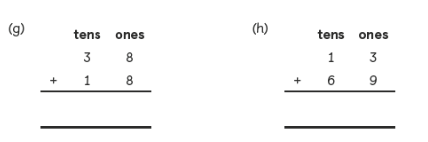 (g)
tens ones
3 8
+ 1 8
(h)
tens ones
1 3
+ 6 9